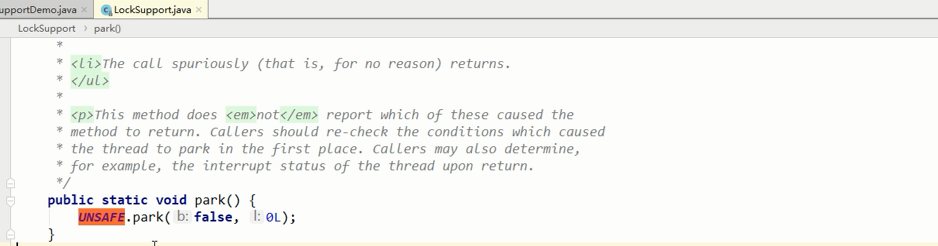 upportDemo.java × LockSupport.java ×
LockSupport › park()
*
* <li>The call spuriously (that is, for no reason) returns.
* </ul>
*
* <p>This method does <em>not</em> report which of these caused the
* method to return. Callers should re-check the conditions which caused
* the thread to park in the first place. Callers may also determine,
* for example, the interrupt status of the thread upon return.
*/
public static void park() {
UNSAFE.park( b: false, l: 0L);
}